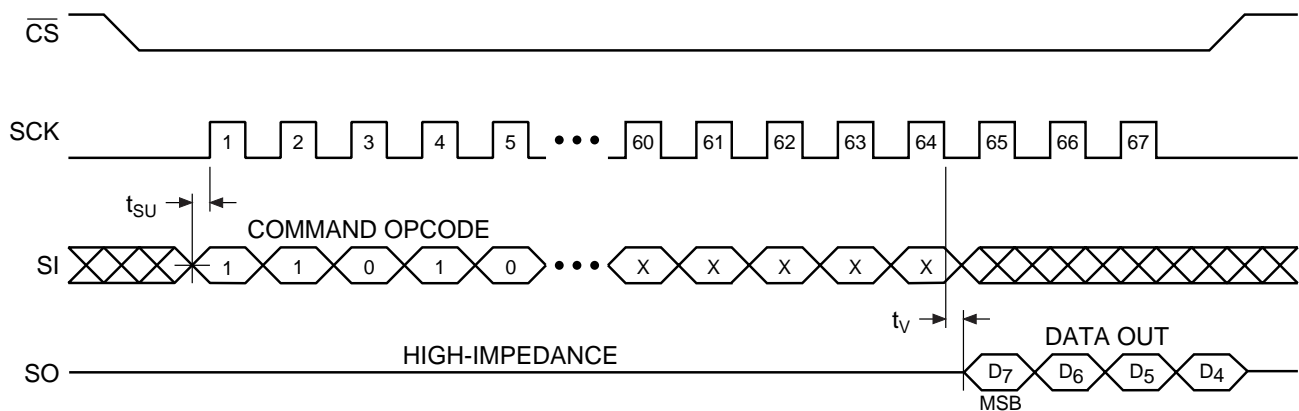 CS
SCK 1 2 3 4 5 ••• 60 61 62 63 64 65 66 67
tSU
COMMAND OPCODE
SI 1 1 0 1 0 ••• X X X X X
tV
HIGH-IMPEDANCE
DATA OUT
SO D7 D6 D5 D4
MSB